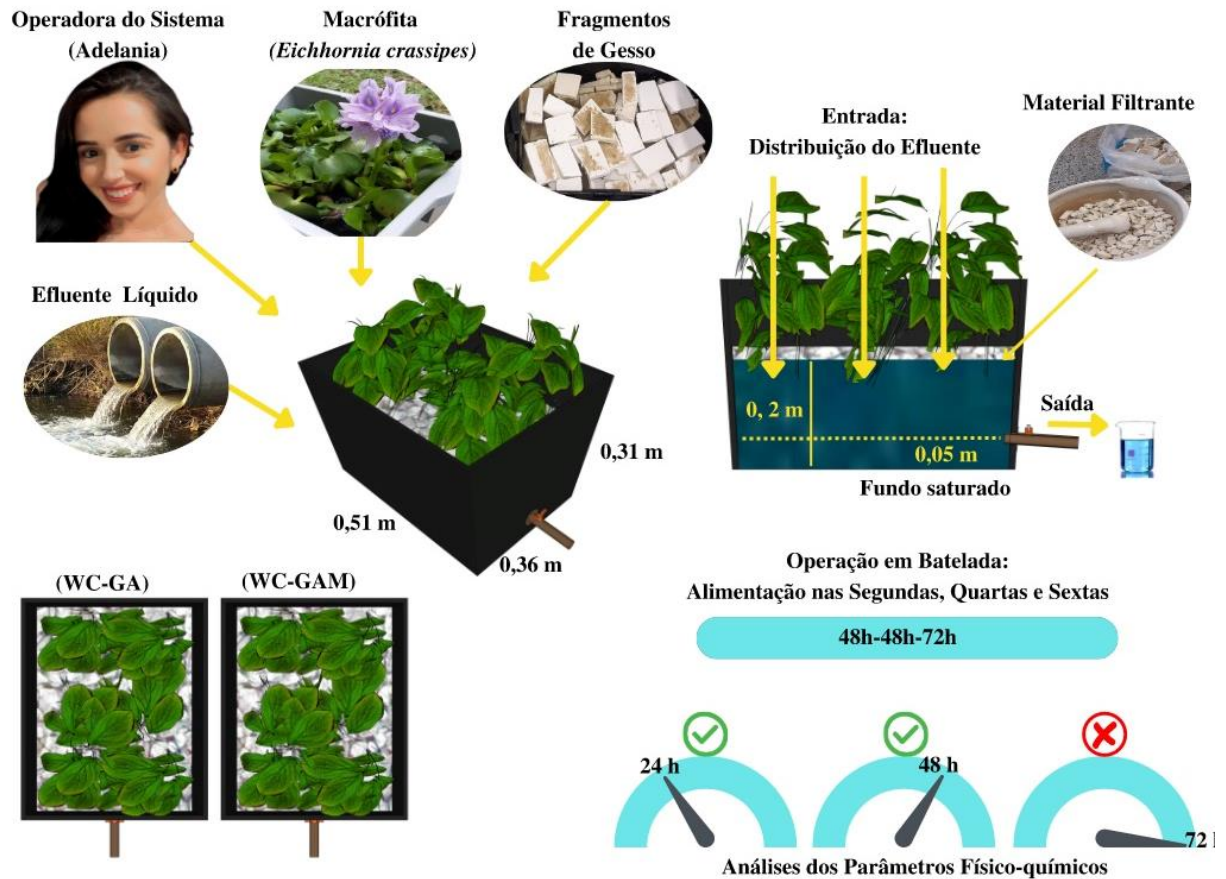 Operadora do Sistema
(Adelania)
Macrófita
(Eichhornia crassipes)
Fragmentos
de Gesso
Entrada:
Distribuição do Efluente
Material Filtrante
Efluente Líquido
0,31 m
0,51 m
0,36 m
0, 2 m
0,05 m
Saída
Fundo saturado
(WC-GA)
(WC-GAM)
Operação em Batelada:
Alimentação nas Segundas, Quartas e Sextas
48h-48h-72h
24 h
48 h
72 h
Análises dos Parâmetros Físico-químicos